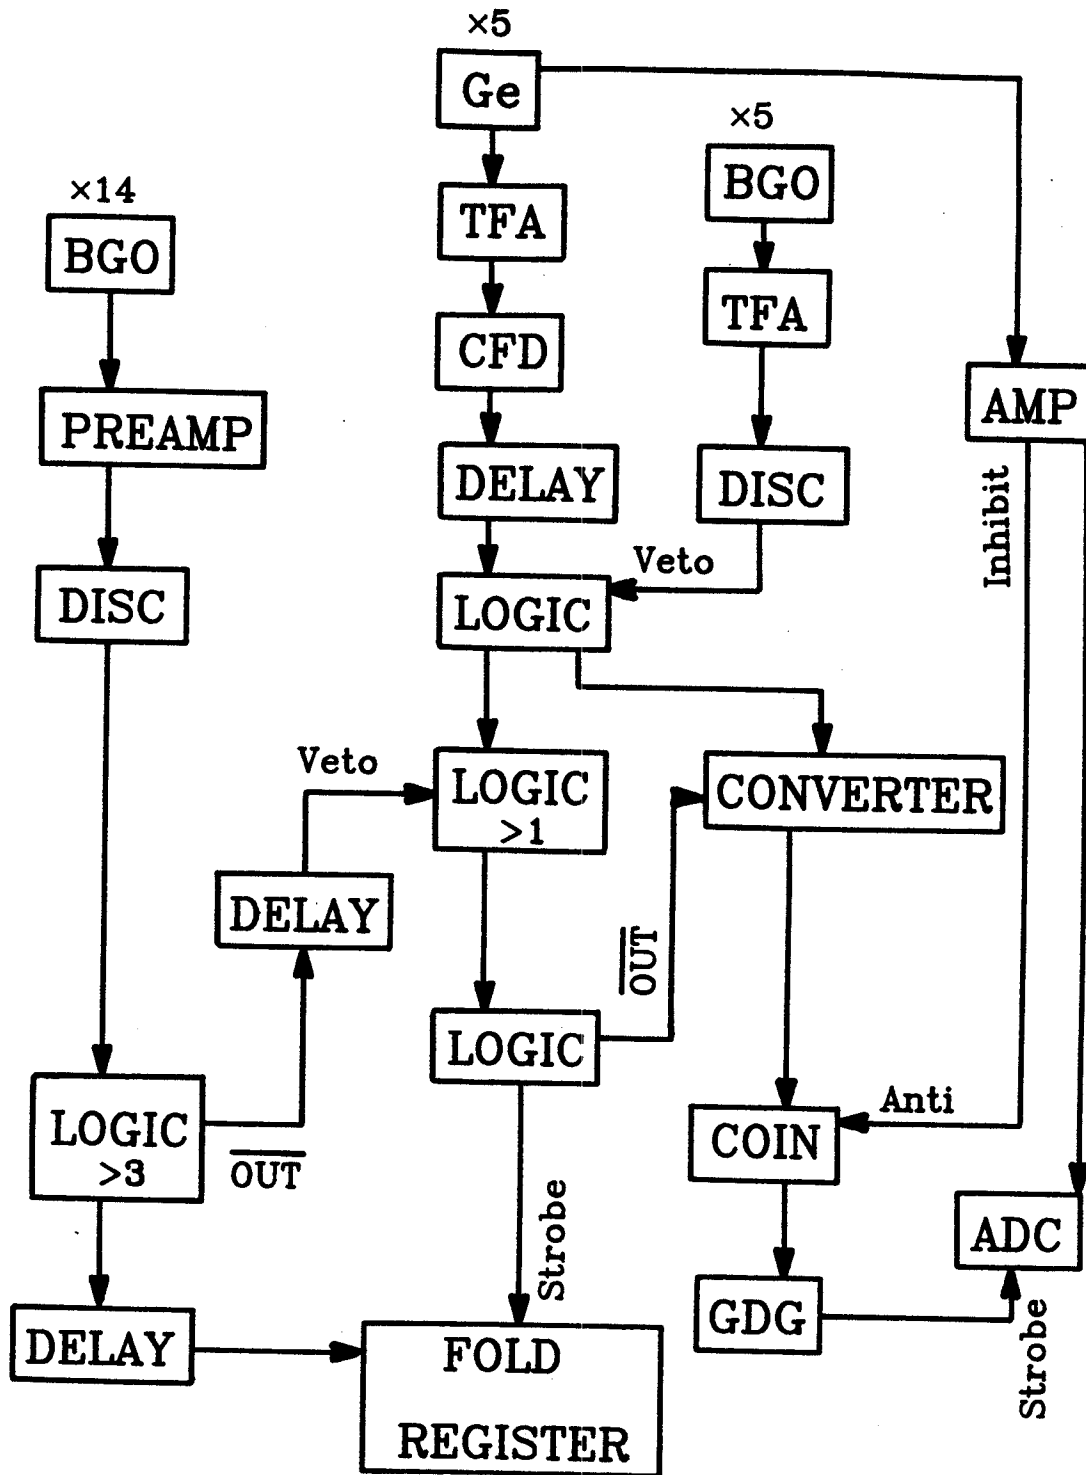 ×5
Ge
×5
BGO
×14
BGO
TFA
TFA
CFD
AMP
PREAMP
DELAY
DISC
Inhibit
DISC
Veto
LOGIC
Veto
LOGIC
>1
CONVERTER
DELAY
OUT
LOGIC
LOGIC
>3
OUT
Anti
COIN
Strobe
ADC
GDG
Strobe
DELAY
FOLD
REGISTER